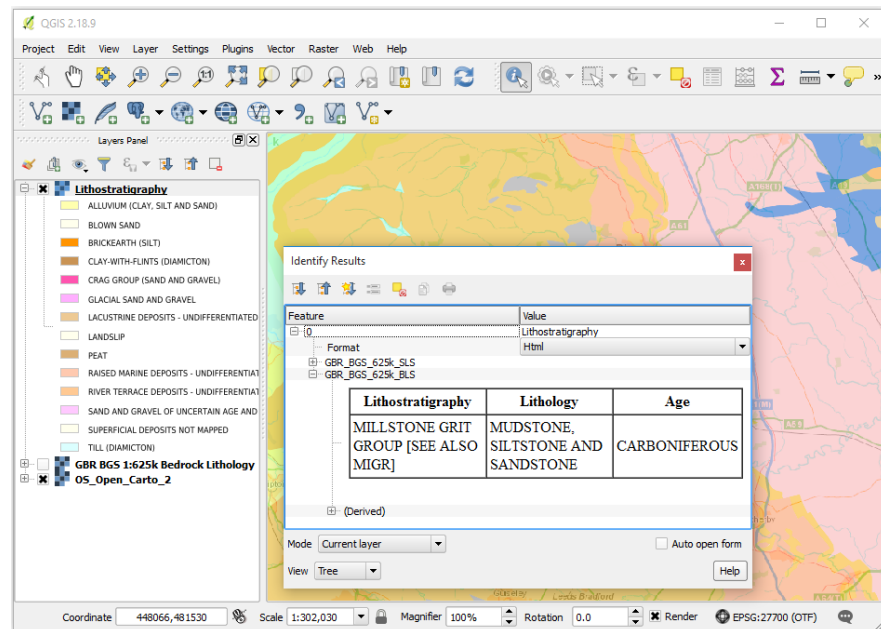 QGIS 2.18.9
Project Edit View Layer Settings Plugins Vector Raster Web Help
Layers Panel
Lithostratigraphy
ALLUVIUM (CLAY, SILT AND SAND)
BLOWN SAND
BRICKEARTH (SILT)
CLAY-WITH-FLINTS (DIAMICTON)
CRAG GROUP (SAND AND GRAVEL)
GLACIAL SAND AND GRAVEL
LACUSTRINE DEPOSITS - UNDIFFERENTIATED
LANDSLIP
PEAT
RAISED MARINE DEPOSITS - UNDIFFERENTIAT
RIVER TERRACE DEPOSITS - UNDIFFERENTIAT
SAND AND GRAVEL OF UNCERTAIN AGE AND
SUPERFICIAL DEPOSITS NOT MAPPED
TILL (DIAMICTON)
GBR BGS 1:625k Bedrock Lithology
OS_Open_Carto_2
A168(1)
A61
Identify Results
Feature Value
0 Lithostratigraphy
Format Html
GBR_BGS_625k_SLS
GBR_BGS_625k_BLS
Lithostratigraphy Lithology Age
MILLSTONE GRIT GROUP [SEE ALSO MIGR]
MUDSTONE, SILTSTONE AND SANDSTONE
CARBONIFEROUS
(Derived)
Mode Current layer Auto open form
View Tree Help
Guiseley Leeds Bradford
Coordinate 448066,481530 Scale 1:302,030 Magnifier 100% Rotation 0.0 Render EPSG:27700 (OTF)